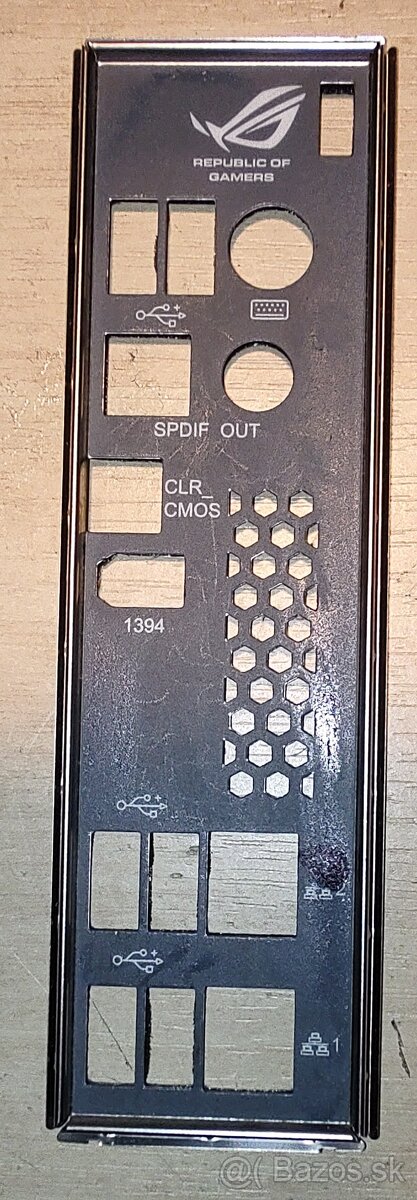 REPUBLIC OF
GAMERS
SPDIF OUT
CLR_
CMOS
1394
1
@( Bazos.sk